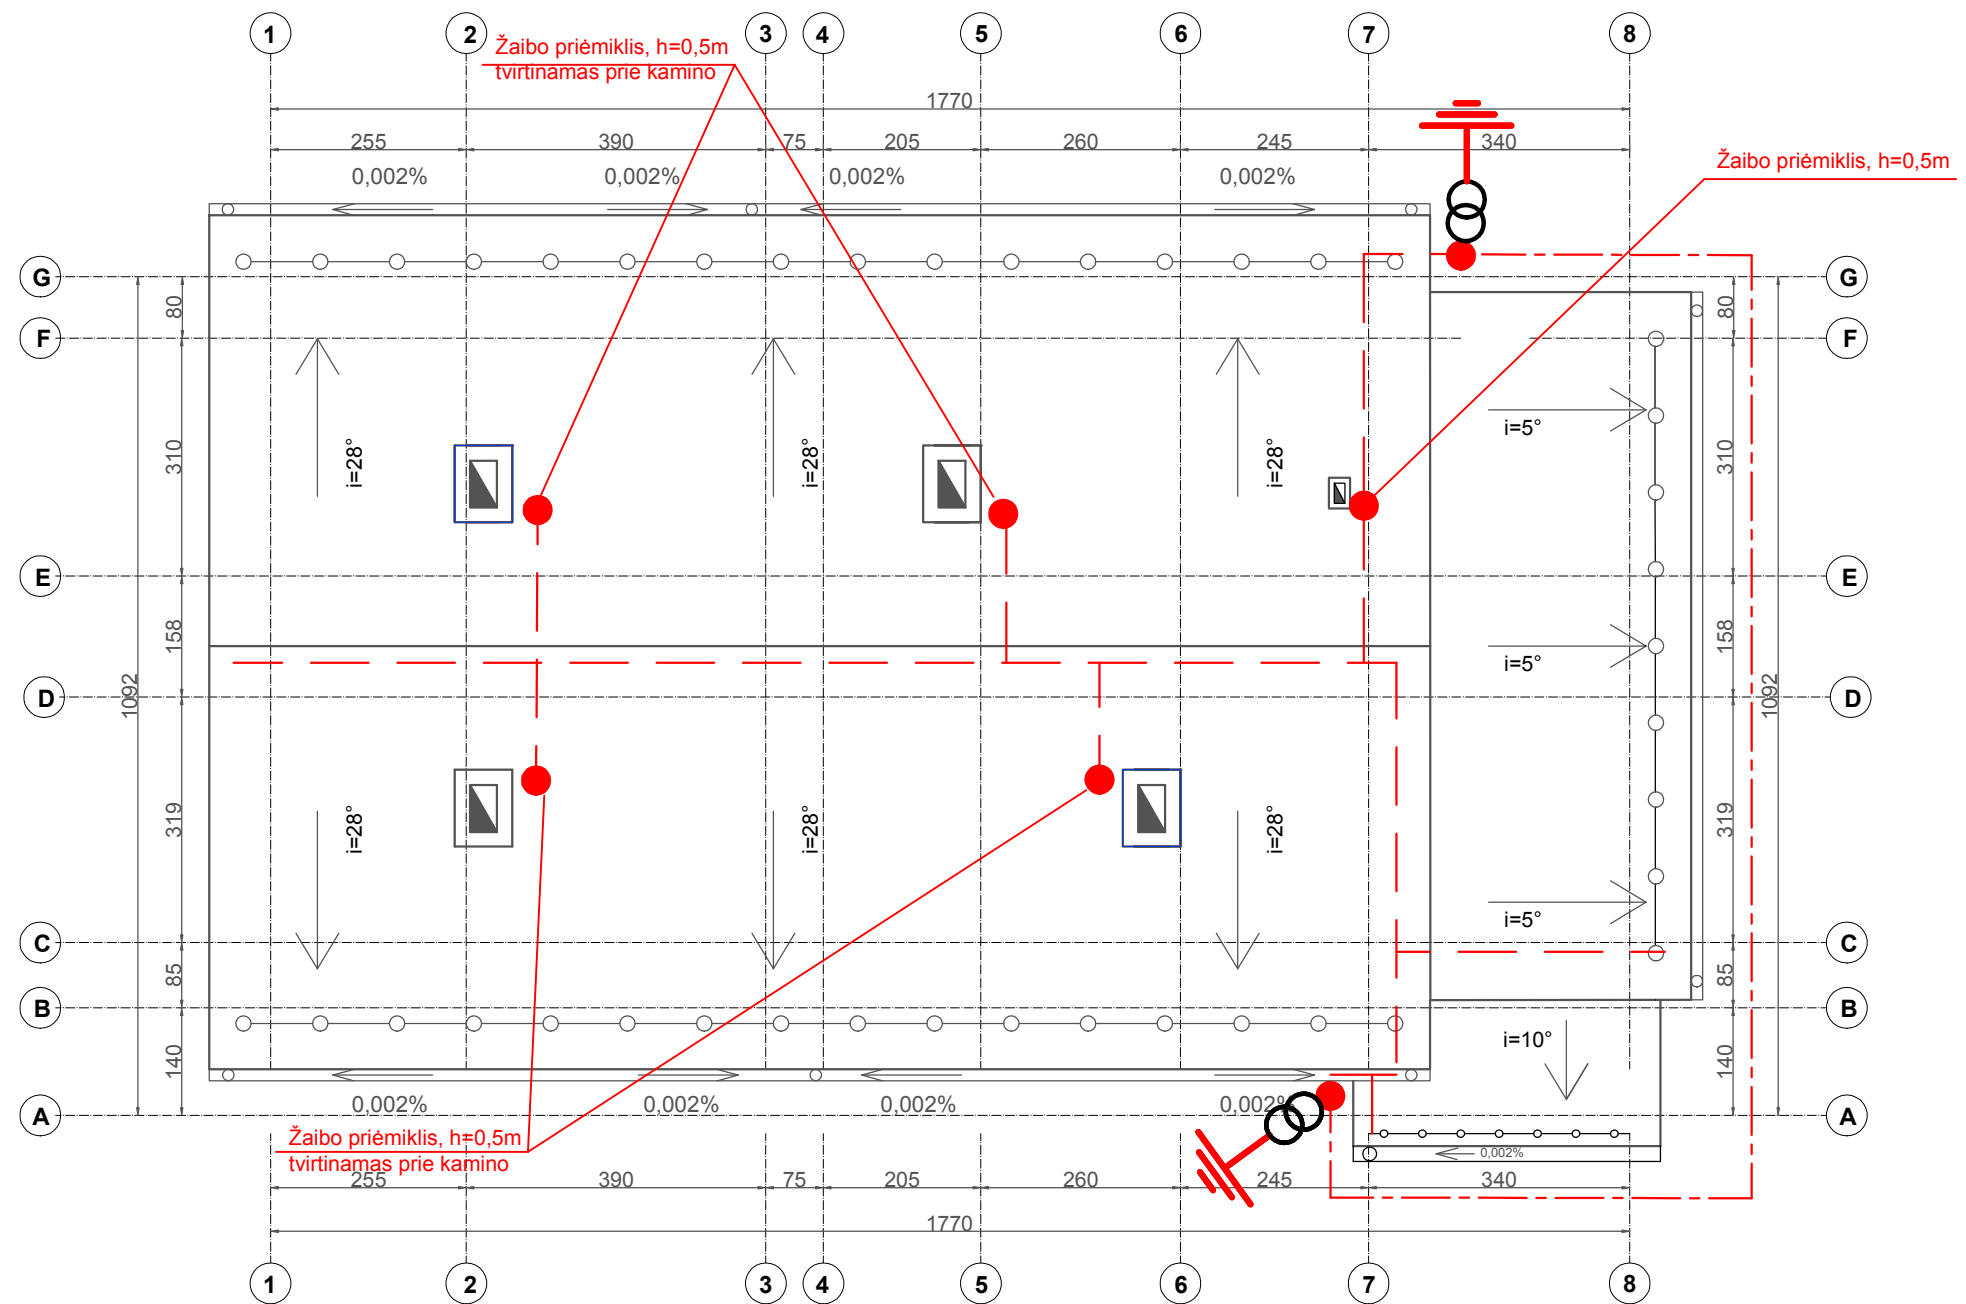 1 2 3 4 5 6 7 8
Žaibo priėmiklis, h=0,5m
tvirtinamas prie kamino
1770
255 390 75 205 260 245 340
0,002% 0,002% 0,002% 0,002%
Žaibo priėmiklis, h=0,5m
G G
80 80
F F
i=5°
310 i=28° i=28° i=28° 310
E E
158 158
i=5°
1092 D D 1092
319 i=28° i=28° i=28° 319
i=5°
C C
85 85
B B
i=10°
140 140
0,002% 0,002% 0,002% 0,002%
A A
Žaibo priėmiklis, h=0,5m
tvirtinamas prie kamino
0,002%
255 390 75 205 260 245 340
1770
1 2 3 4 5 6 7 8